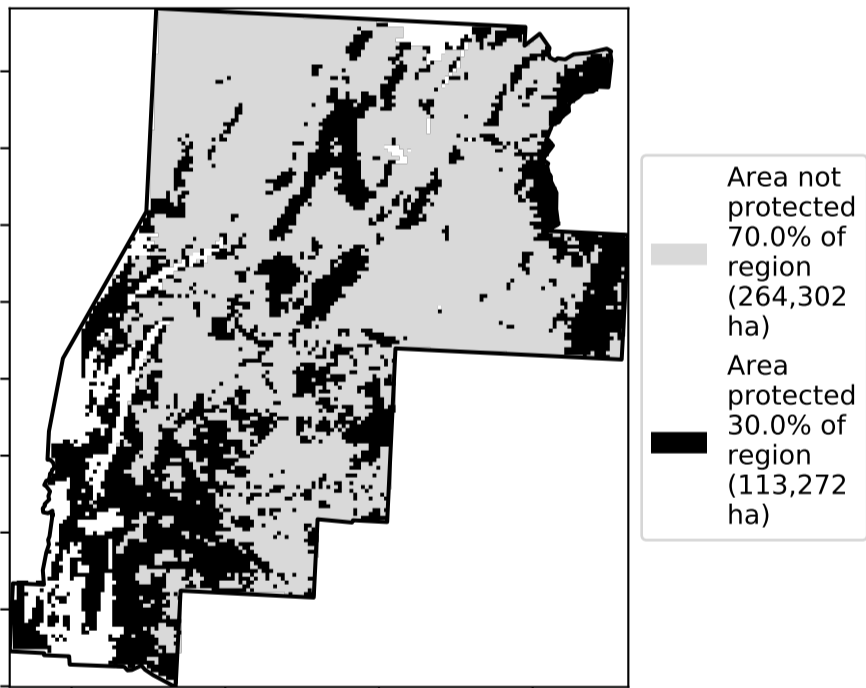 Area not
protected
70.0% of
region
(264,302
ha)
Area
protected
30.0% of
region
(113,272
ha)